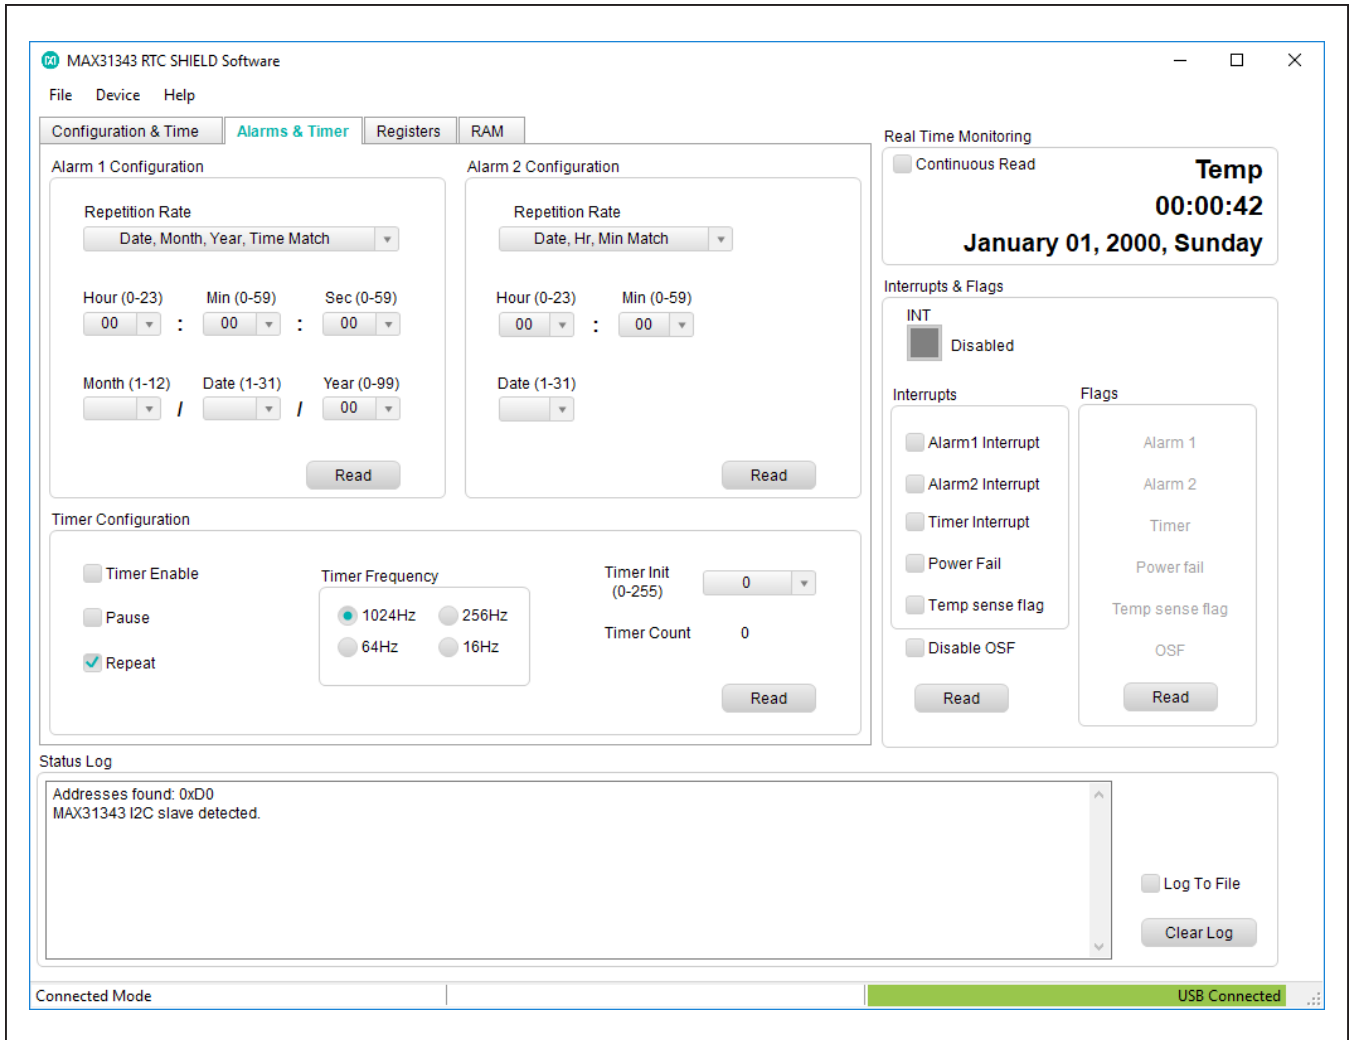 MAX31343 RTC SHIELD Software
File Device Help
Configuration & Time Alarms & Timer Registers RAM
Alarm 1 Configuration
Repetition Rate
Date, Month, Year, Time Match
Hour (0-23) Min (0-59) Sec (0-59)
00 : 00 : 00
Month (1-12) Date (1-31) Year (0-99)
/ / 00
Read
Alarm 2 Configuration
Repetition Rate
Date, Hr, Min Match
Hour (0-23) Min (0-59)
00 : 00
Date (1-31)
Read
Timer Configuration
Timer Enable
Pause
Repeat
Timer Frequency
1024Hz 256Hz
64Hz 16Hz
Timer Init
(0-255)
0
Timer Count 0
Read
Real Time Monitoring
Continuous Read
Temp
00:00:42
January 01, 2000, Sunday
Interrupts & Flags
INT
Disabled
Interrupts
Alarm1 Interrupt
Alarm2 Interrupt
Timer Interrupt
Power Fail
Temp sense flag
Disable OSF
Read
Flags
Alarm 1
Alarm 2
Timer
Power fail
Temp sense flag
OSF
Read
Status Log
Addresses found: 0xD0
MAX31343 I2C slave detected.
Log To File
Clear Log
Connected Mode
USB Connected